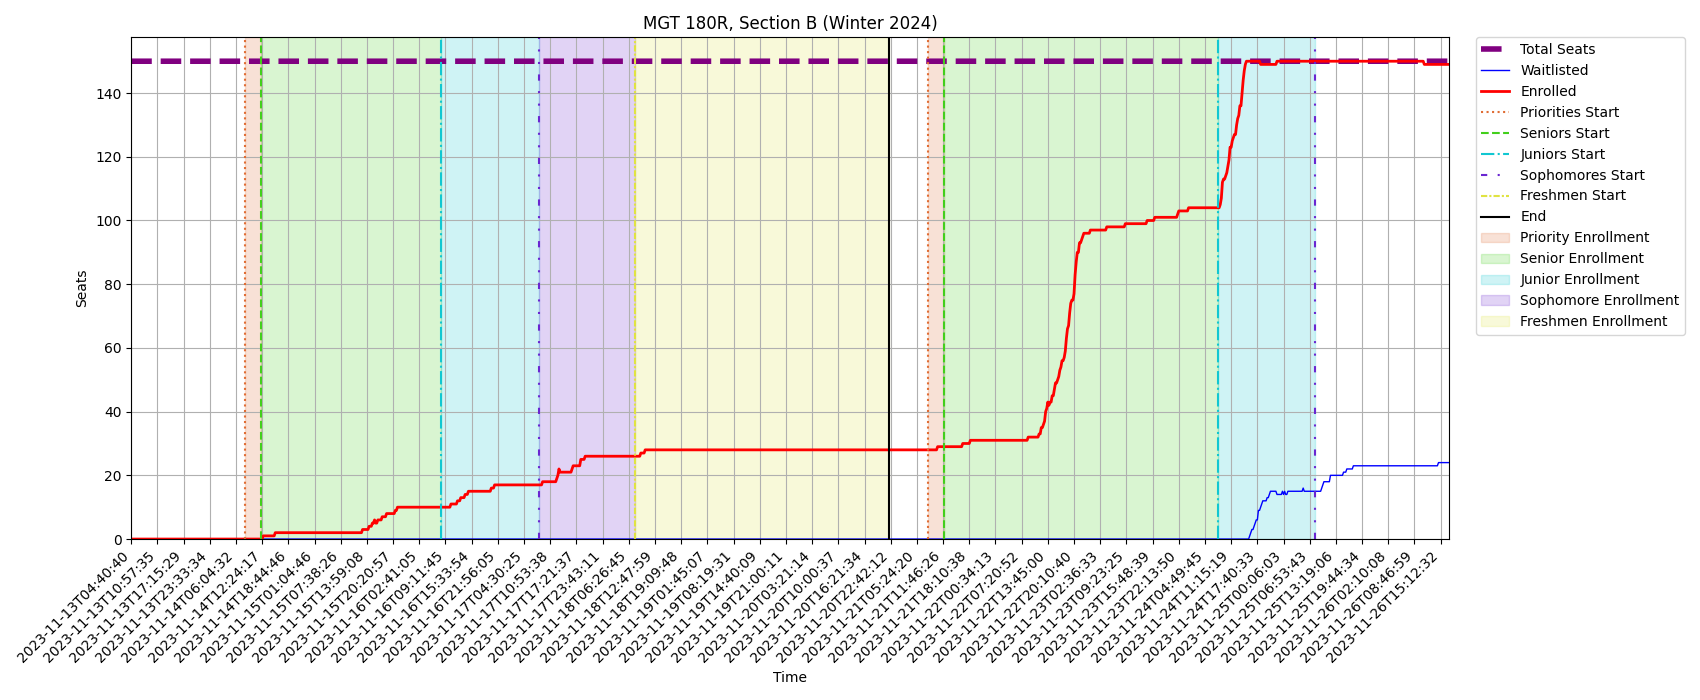 MGT 180R, Section B (Winter 2024)
Total Seats
Waitlisted
Enrolled
Priorities Start
Seniors Start
Juniors Start
Sophomores Start
Freshmen Start
End
Priority Enrollment
Senior Enrollment
Junior Enrollment
Sophomore Enrollment
Freshmen Enrollment
Seats
140
120
100
80
60
40
20
0
2023-11-13T04:40:40
2023-11-13T10:57:35
2023-11-13T17:15:29
2023-11-13T23:33:34
2023-11-14T06:04:32
2023-11-14T12:24:17
2023-11-14T18:44:46
2023-11-15T01:04:46
2023-11-15T07:38:26
2023-11-15T13:59:08
2023-11-15T20:20:57
2023-11-16T02:41:05
2023-11-16T09:11:45
2023-11-16T15:33:54
2023-11-16T21:56:05
2023-11-17T04:30:25
2023-11-17T10:53:38
2023-11-17T17:21:37
2023-11-17T23:43:11
2023-11-18T06:26:45
2023-11-18T12:47:59
2023-11-18T19:09:48
2023-11-19T01:45:07
2023-11-19T08:19:31
2023-11-19T14:40:09
2023-11-19T21:00:11
2023-11-20T03:21:14
2023-11-20T10:00:37
2023-11-20T16:21:34
2023-11-20T22:42:12
2023-11-21T05:24:20
2023-11-21T11:46:26
2023-11-21T18:10:38
2023-11-22T00:34:13
2023-11-22T07:20:52
2023-11-22T13:45:00
2023-11-22T20:10:40
2023-11-23T02:36:33
2023-11-23T09:23:25
2023-11-23T15:48:39
2023-11-23T22:13:50
2023-11-24T04:49:45
2023-11-24T11:15:19
2023-11-24T17:40:33
2023-11-25T00:06:03
2023-11-25T06:53:43
2023-11-25T13:19:06
2023-11-25T19:44:34
2023-11-26T02:10:08
2023-11-26T08:46:59
2023-11-26T15:12:32
Time